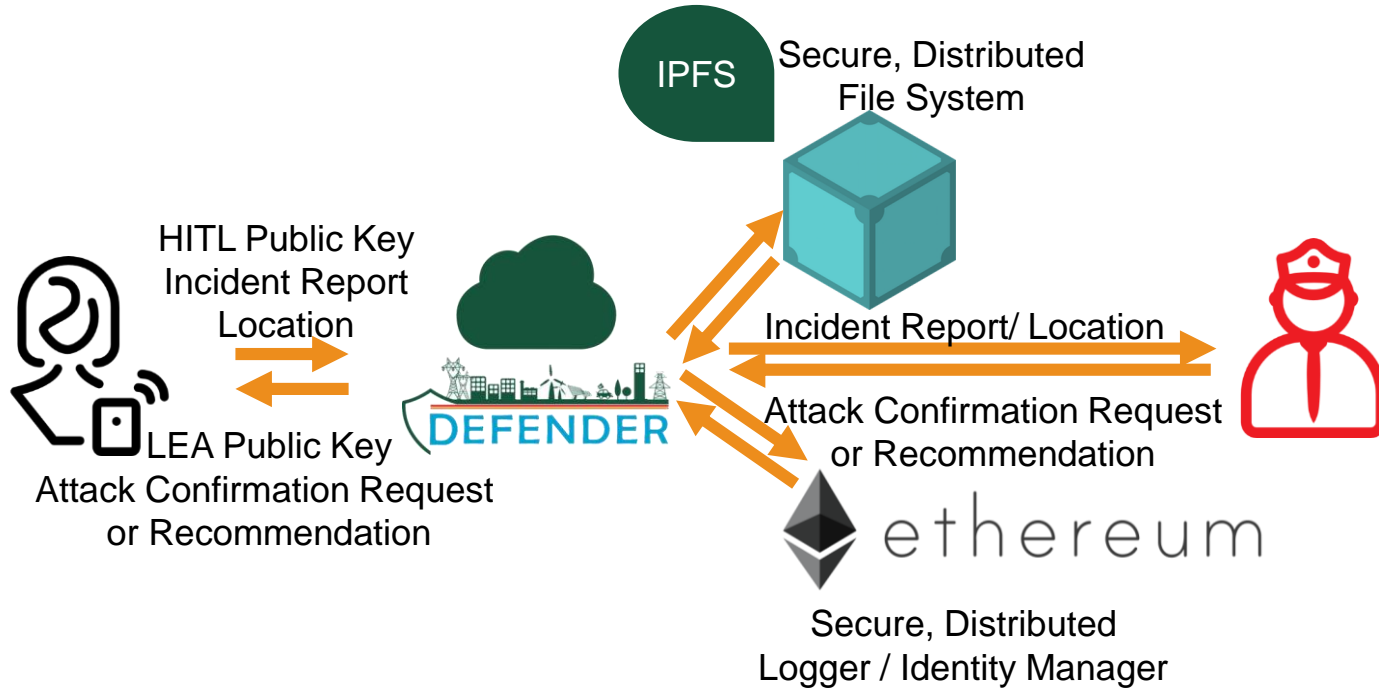 IPFS
Secure, Distributed
File System
HITL Public Key
Incident Report
Location
DEFENDER
LEA Public Key
Attack Confirmation Request
or Recommendation
Incident Report/ Location
Attack Confirmation Request
or Recommendation
ethereum
Secure, Distributed
Logger / Identity Manager